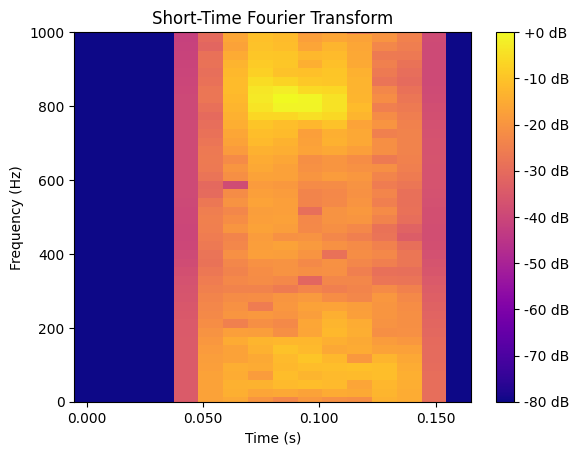 Short-Time Fourier Transform
1000
800
600
400
200
0
Frequency (Hz)
0.000
0.050
0.100
0.150
Time (s)
+0 dB
-10 dB
-20 dB
-30 dB
-40 dB
-50 dB
-60 dB
-70 dB
-80 dB